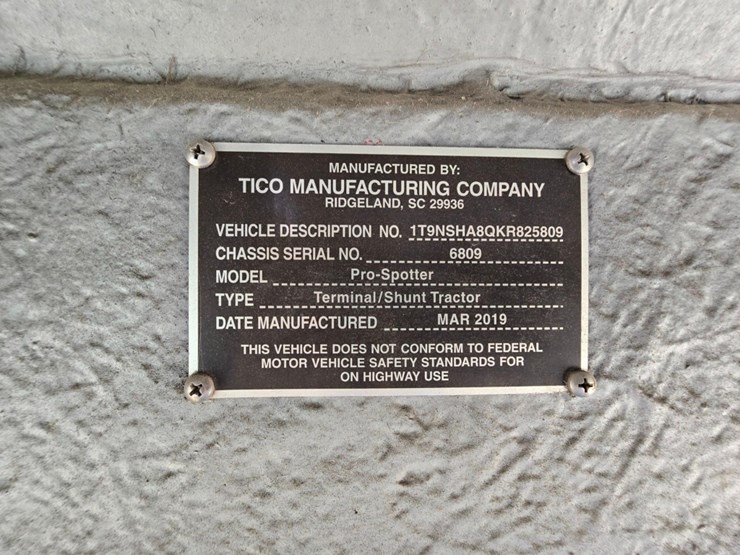 MANUFACTURED BY:
TICO MANUFACTURING COMPANY
RIDGELAND, SC 29936
VEHICLE DESCRIPTION NO. 1T9NSHA8QKR825809
CHASSIS SERIAL NO. 6809
MODEL Pro-Spotter
TYPE Terminal/Shunt Tractor
DATE MANUFACTURED MAR 2019
THIS VEHICLE DOES NOT CONFORM TO FEDERAL
MOTOR VEHICLE SAFETY STANDARDS FOR
ON HIGHWAY USE